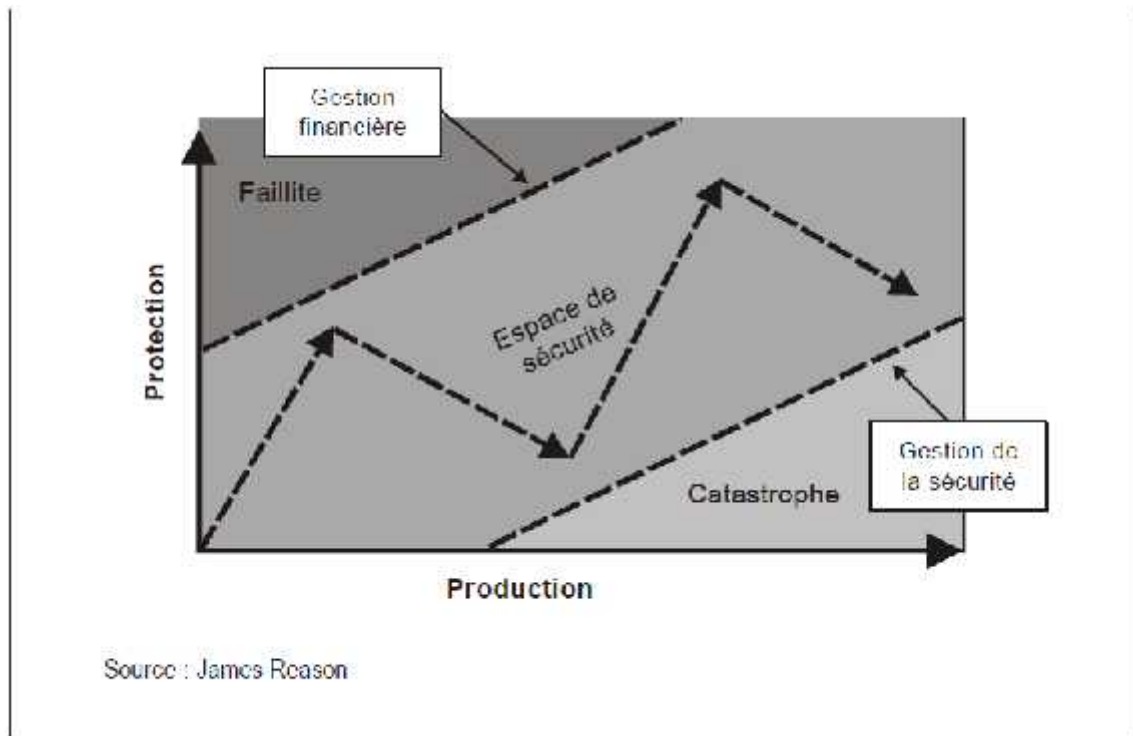 Gestion
financière
Faillite
Protection
Espace de
sécurité
Gestion de
la sécurité
Catastrophe
Production
Source : James Reason